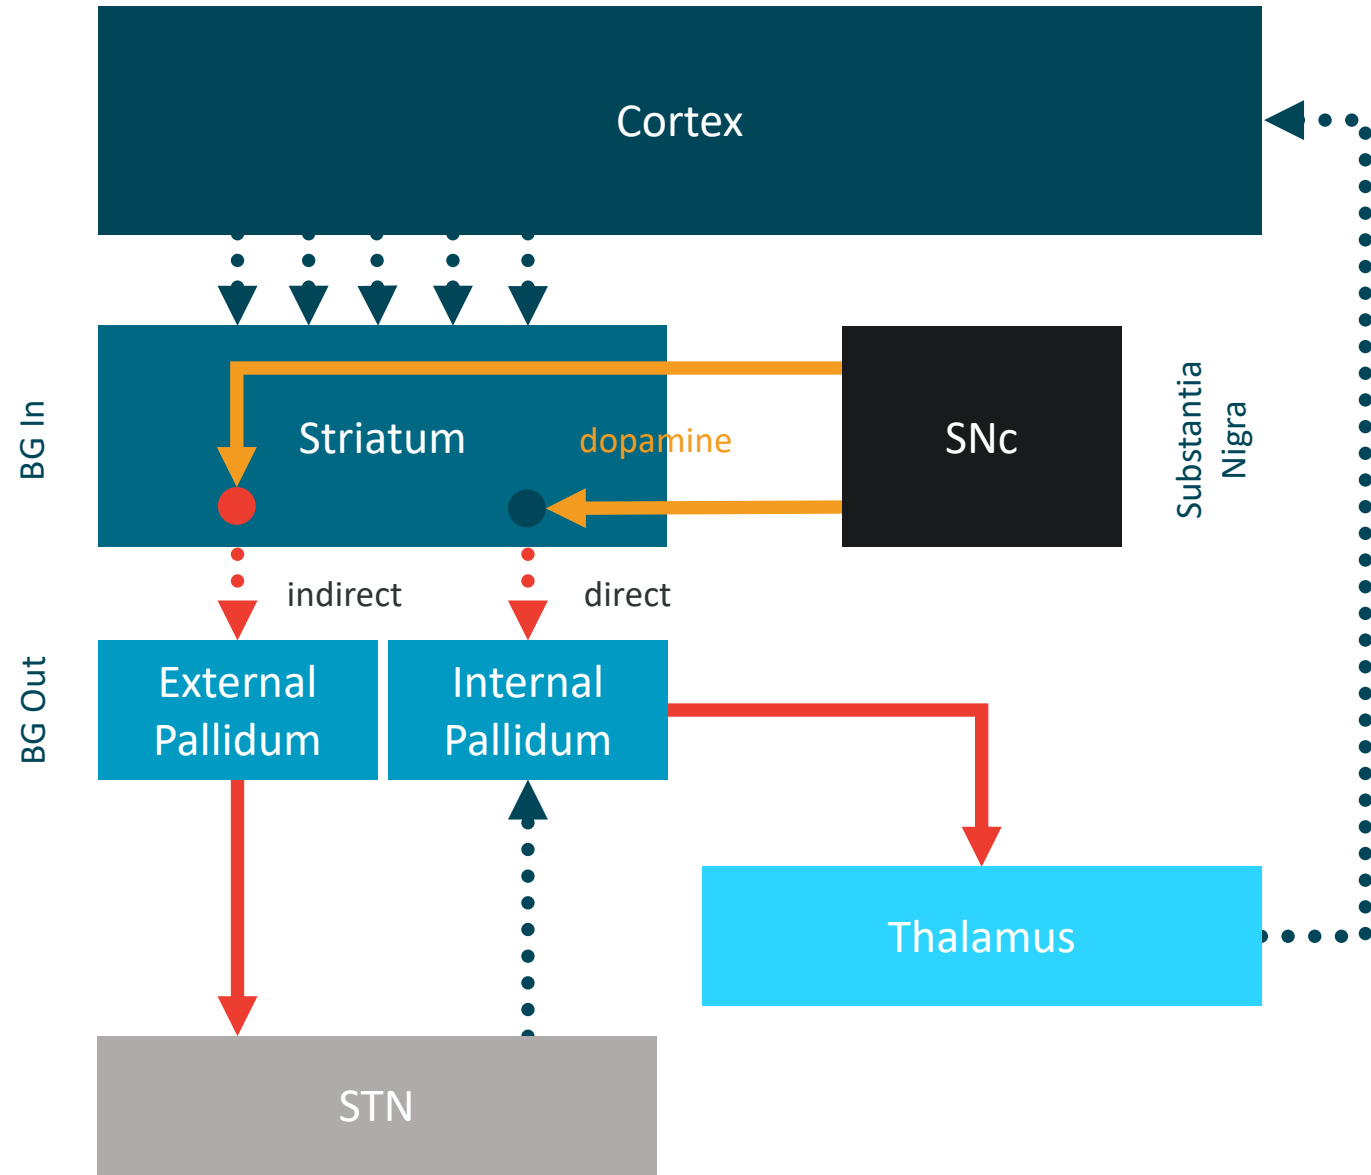 Cortex
BG In
Striatum
dopamine
SNc
Substantia
Nigra
indirect
direct
BG Out
External
Pallidum
Internal
Pallidum
Thalamus
STN